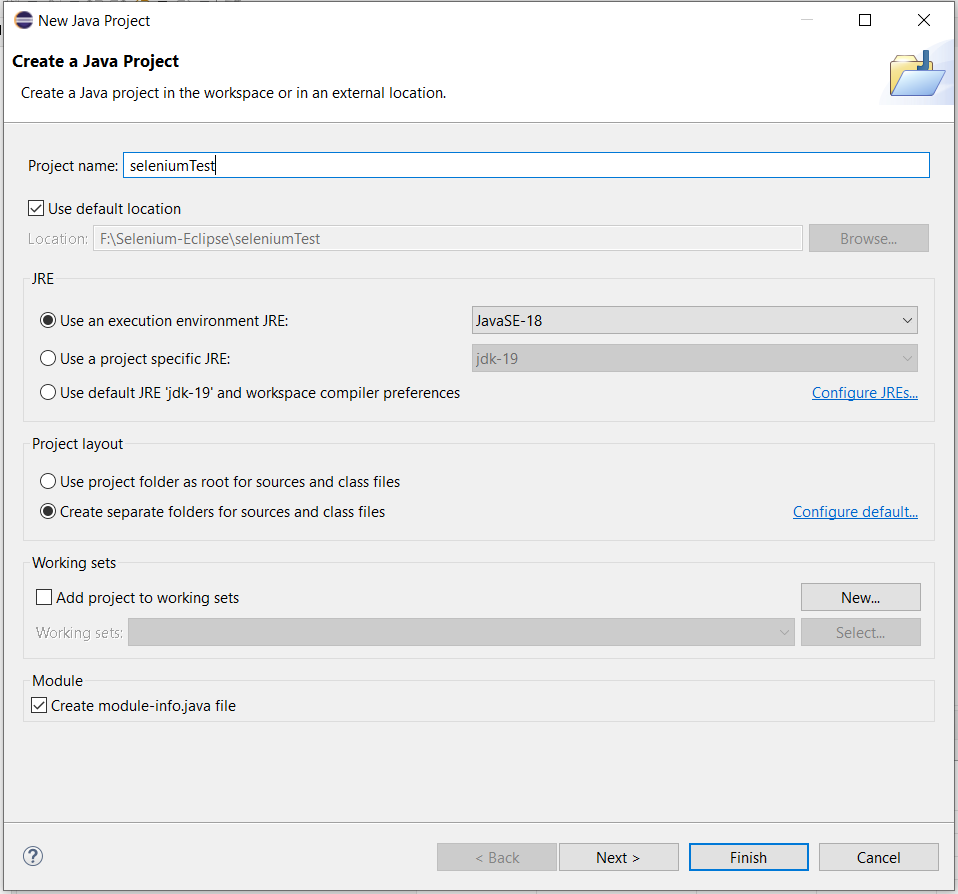 New Java Project
Create a Java Project
Create a Java project in the workspace or in an external location.
Project name: seleniumTest
Use default location
Location: F:\Selenium-Eclipse\seleniumTest Browse...
JRE
Use an execution environment JRE: JavaSE-18
Use a project specific JRE: jdk-19
Use default JRE 'jdk-19' and workspace compiler preferences Configure JREs...
Project layout
Use project folder as root for sources and class files
Create separate folders for sources and class files Configure default...
Working sets
Add project to working sets New...
Working sets: Select...
Module
Create module-info.java file
? < Back Next > Finish Cancel